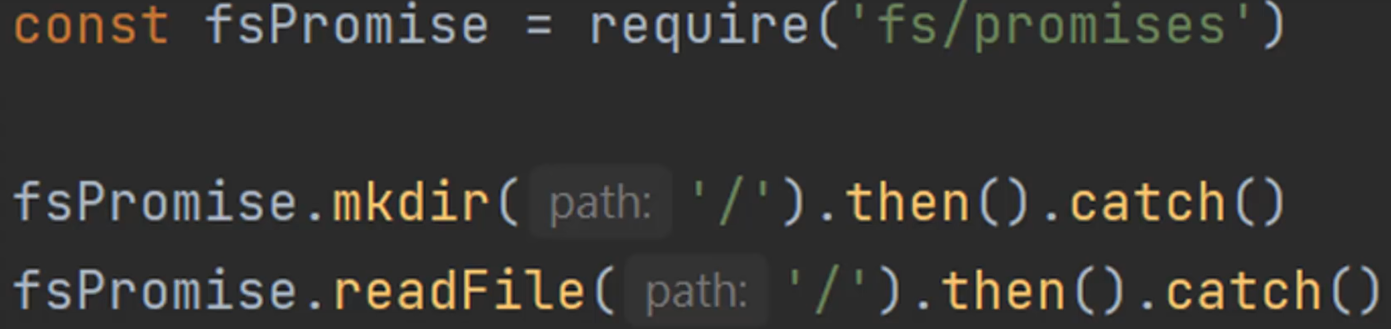 const fsPromise = require('fs/promises')
fsPromise.mkdir( path: '/').then().catch()
fsPromise.readFile( path: '/').then().catch()